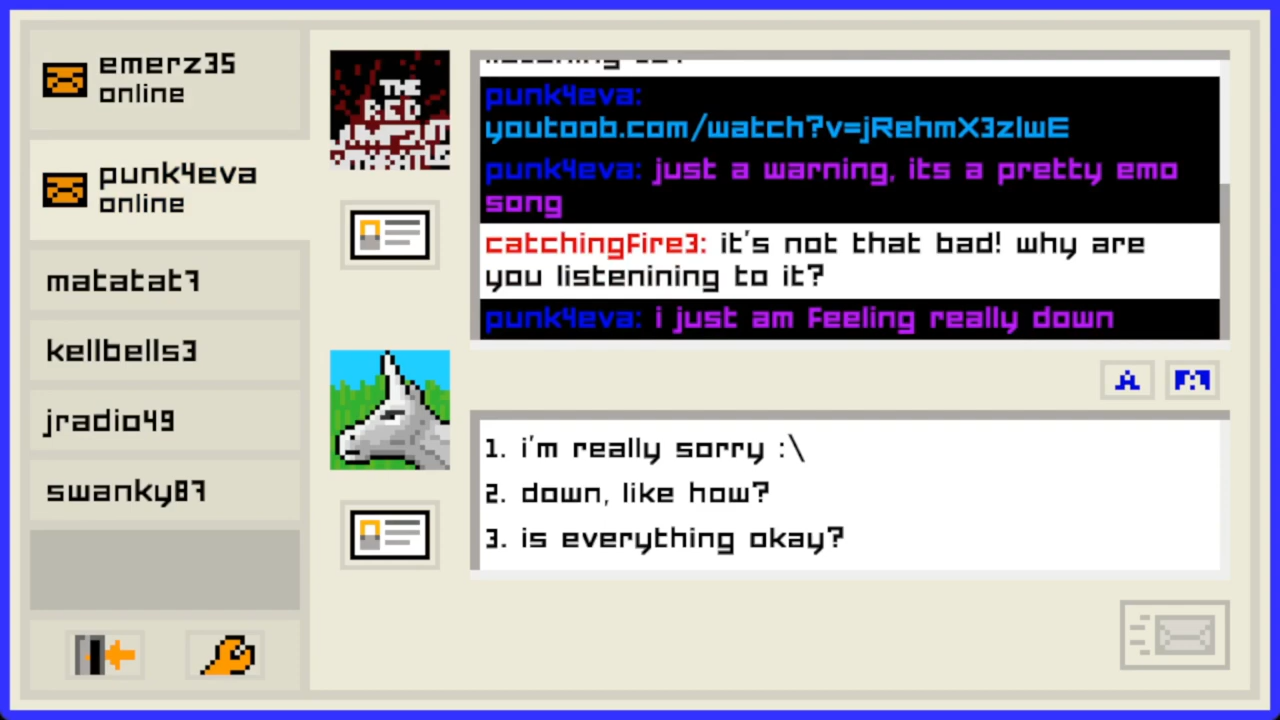 emerz35
online
punk4eva
online
matatat7
kellbells3
jradio49
swanky87
THE
RED
punk4eva:
youtoob.com/watch?v=jRehmX3zlwE
punk4eva: just a warning, its a pretty emo
song
catchingfire3: it's not that bad! why are
you listenining to it?
punk4eva: i just am feeling really down
A
1. i'm really sorry :\
2. down, like how?
3. is everything okay?